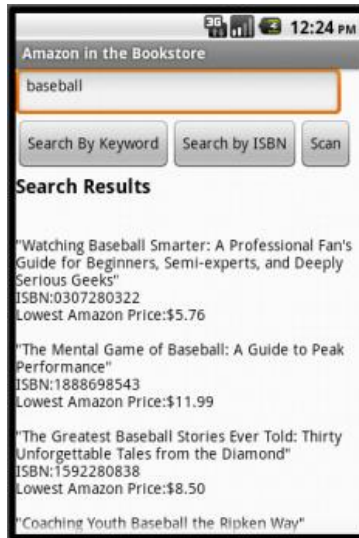 3G 12:24 PM
Amazon in the Bookstore
baseball
Search By Keyword Search by ISBN Scan
Search Results
"Watching Baseball Smarter: A Professional Fan's
Guide for Beginners, Semi-experts, and Deeply
Serious Geeks"
ISBN:0307280322
Lowest Amazon Price:$5.76
"The Mental Game of Baseball: A Guide to Peak
Performance"
ISBN:1888698543
Lowest Amazon Price:$11.99
"The Greatest Baseball Stories Ever Told: Thirty
Unforgettable Tales from the Diamond"
ISBN:1592280838
Lowest Amazon Price:$8.50
"Coaching Youth Baseball the Ripken Way"